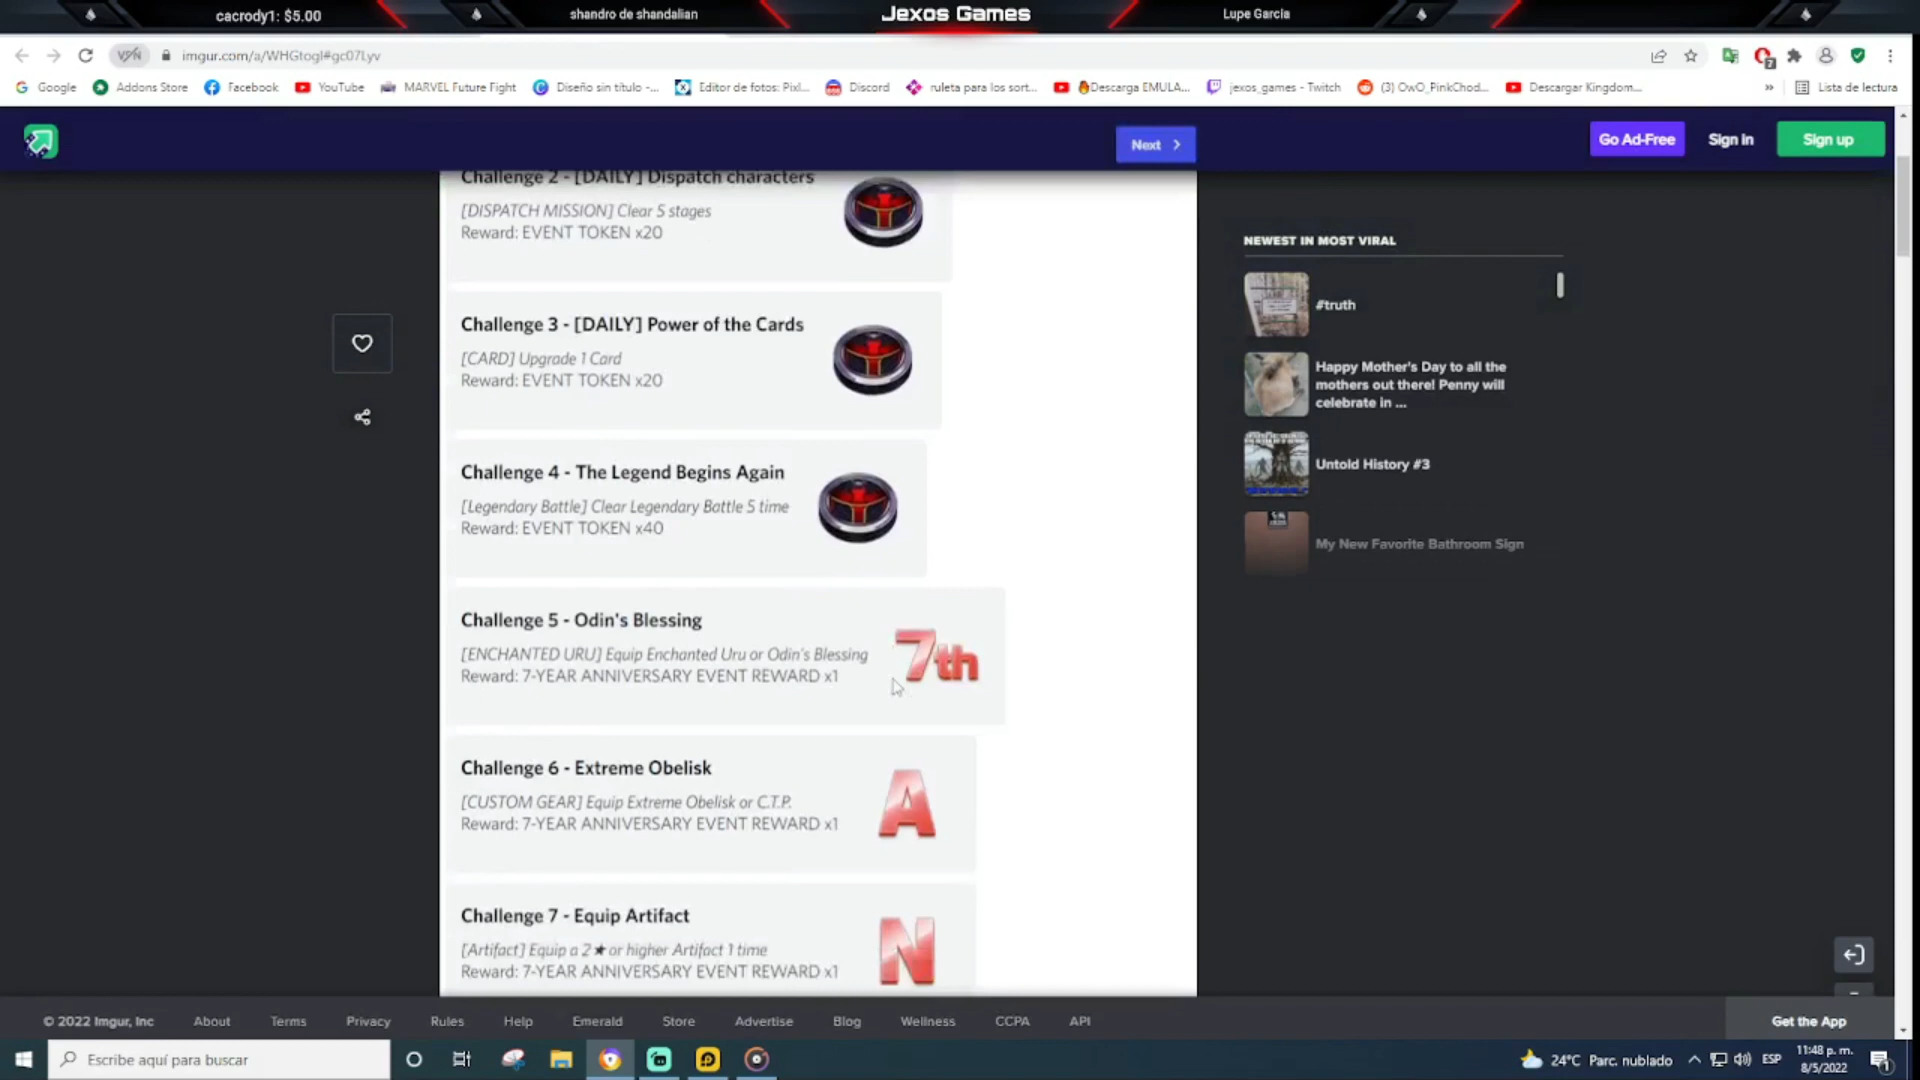 cacrody1: $5.00
shandro de shandalian
Jexos Games
Lupe Garcia
VPN
imgur.com/a/WHGtogl#gc07Lyv
Google
Addons Store
Facebook
YouTube
MARVEL Future Fight
Diseño sin título -...
Editor de fotos: Pixl...
Discord
ruleta para los sort...
Descarga EMULA...
jexos_games - Twitch
(3) OwO_PinkChod...
Descargar Kingdom...
»
Lista de lectura
Next
Go Ad-Free
Sign in
Sign up
Challenge 2 - [DAILY] Dispatch characters
[DISPATCH MISSION] Clear 5 stages
Reward: EVENT TOKEN x20
Challenge 3 - [DAILY] Power of the Cards
[CARD] Upgrade 1 Card
Reward: EVENT TOKEN x20
Challenge 4 - The Legend Begins Again
[Legendary Battle] Clear Legendary Battle 5 time
Reward: EVENT TOKEN x40
Challenge 5 - Odin's Blessing
[ENCHANTED URU] Equip Enchanted Uru or Odin's Blessing
Reward: 7-YEAR ANNIVERSARY EVENT REWARD x1
7th
Challenge 6 - Extreme Obelisk
[CUSTOM GEAR] Equip Extreme Obelisk or C.T.P.
Reward: 7-YEAR ANNIVERSARY EVENT REWARD x1
A
Challenge 7 - Equip Artifact
[Artifact] Equip a 2★ or higher Artifact 1 time
Reward: 7-YEAR ANNIVERSARY EVENT REWARD x1
N
NEWEST IN MOST VIRAL
#truth
Happy Mother's Day to all the
mothers out there! Penny will
celebrate in ...
Untold History #3
My New Favorite Bathroom Sign
© 2022 Imgur, Inc
About
Terms
Privacy
Rules
Help
Emerald
Store
Advertise
Blog
Wellness
CCPA
API
Get the App
Escribe aquí para buscar
24°C Parc. nublado
ESP
11:48 p. m.
8/5/2022
1